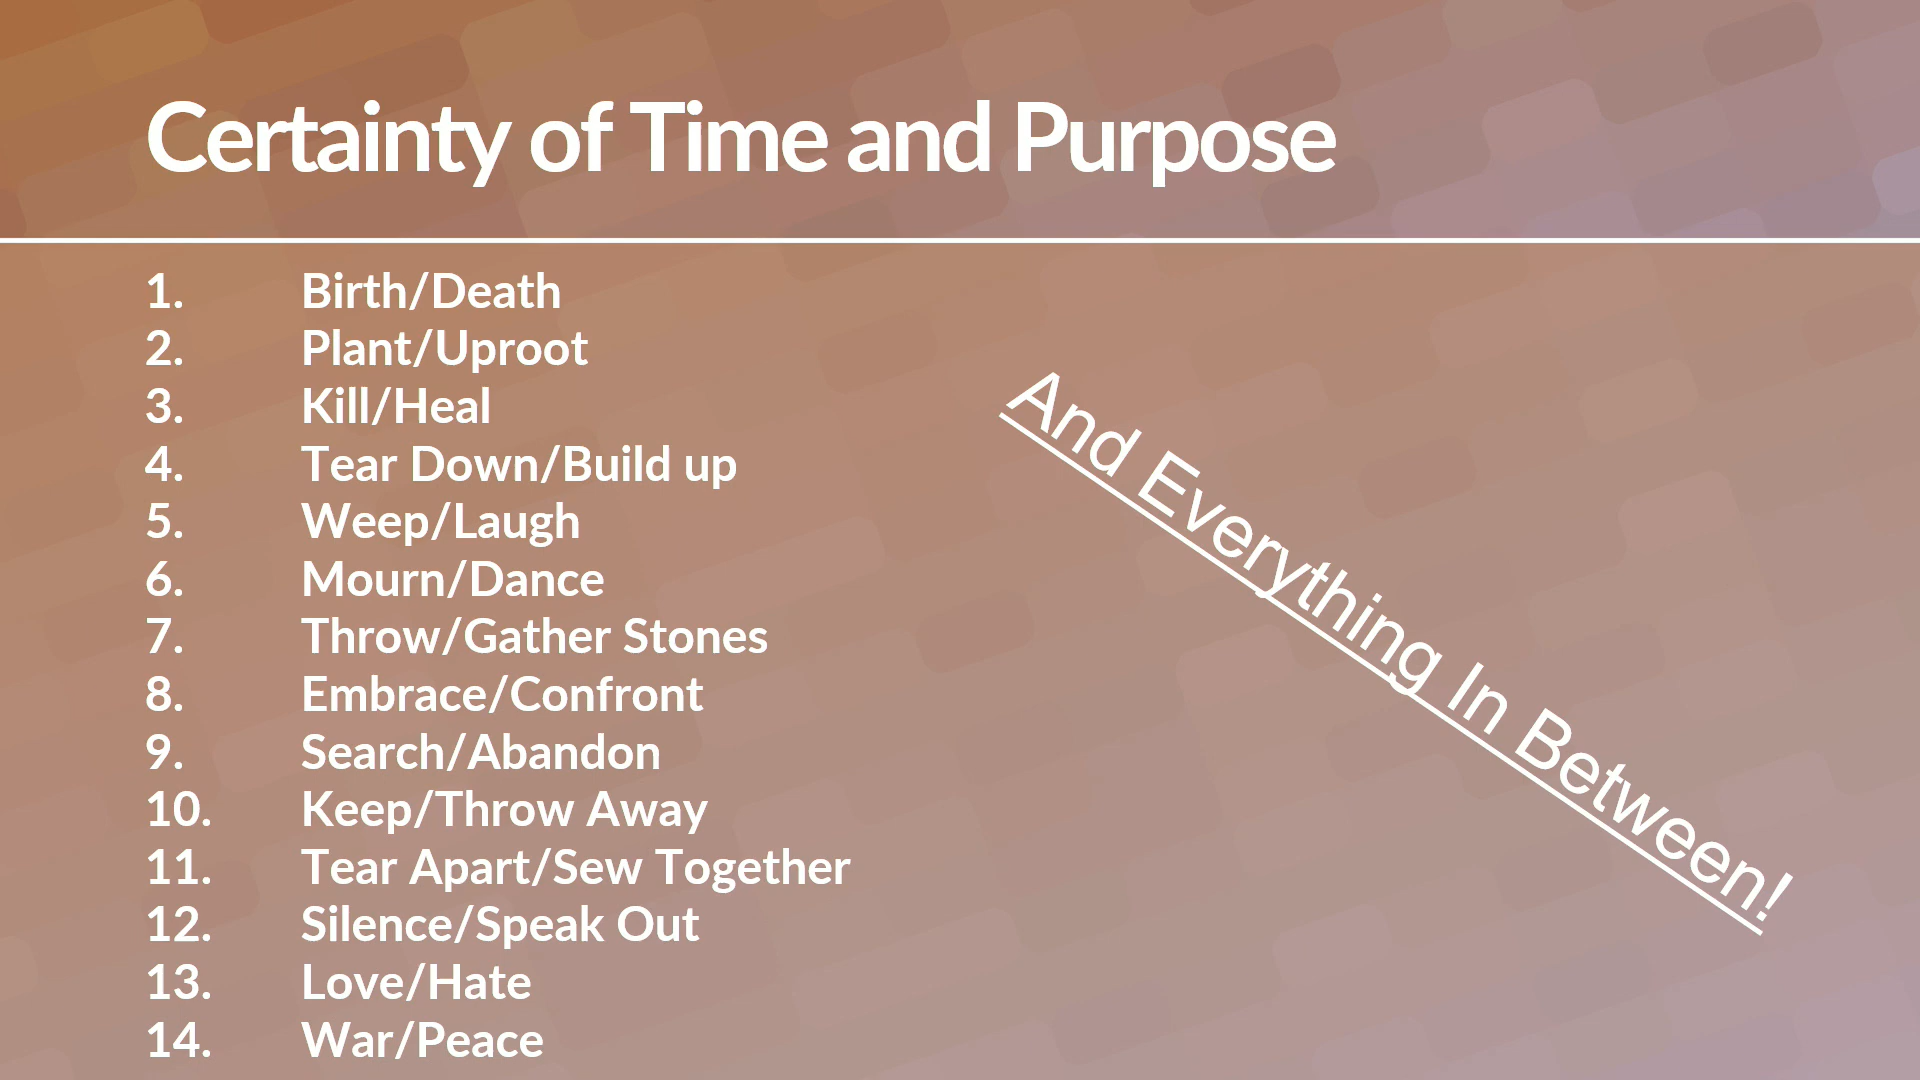 Certainty of Time and Purpose
1. Birth/Death
2. Plant/Uproot
3. Kill/Heal
4. Tear Down/Build up
5. Weep/Laugh
6. Mourn/Dance
7. Throw/Gather Stones
8. Embrace/Confront
9. Search/Abandon
10. Keep/Throw Away
11. Tear Apart/Sew Together
12. Silence/Speak Out
13. Love/Hate
14. War/Peace
And Everything In Between!